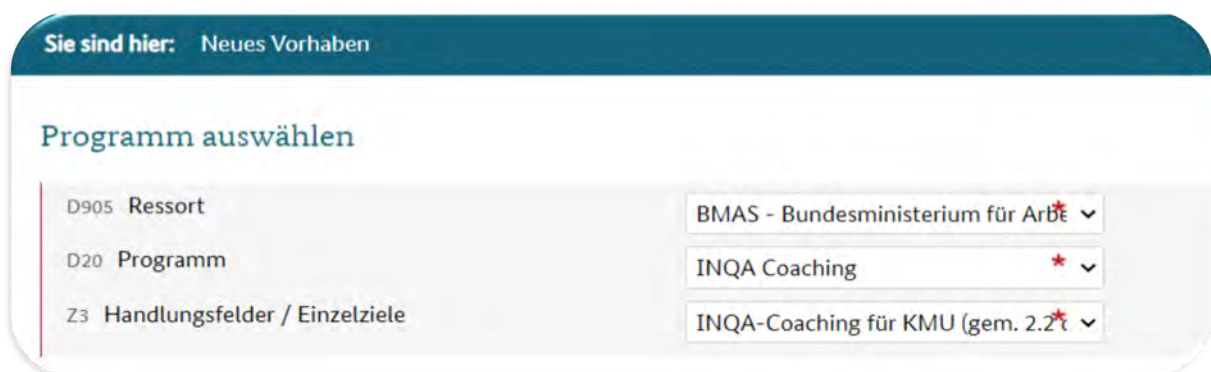 Sie sind hier: Neues Vorhaben
Programm auswählen
D905 Ressort BMAS - Bundesministerium für Arbe *
D20 Programm INQA Coaching *
Z3 Handlungsfelder / Einzelziele INQA-Coaching für KMU (gem. 2.2 *